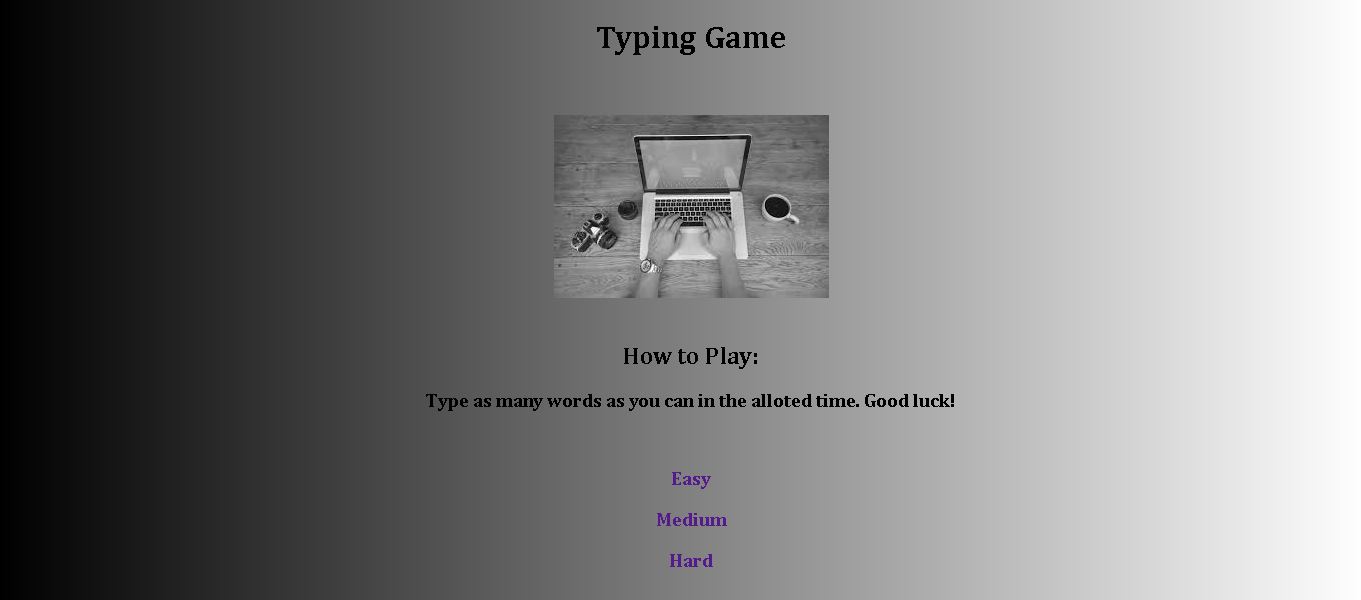 Typing Game
How to Play:
Type as many words as you can in the alloted time. Good luck!
Easy
Medium
Hard